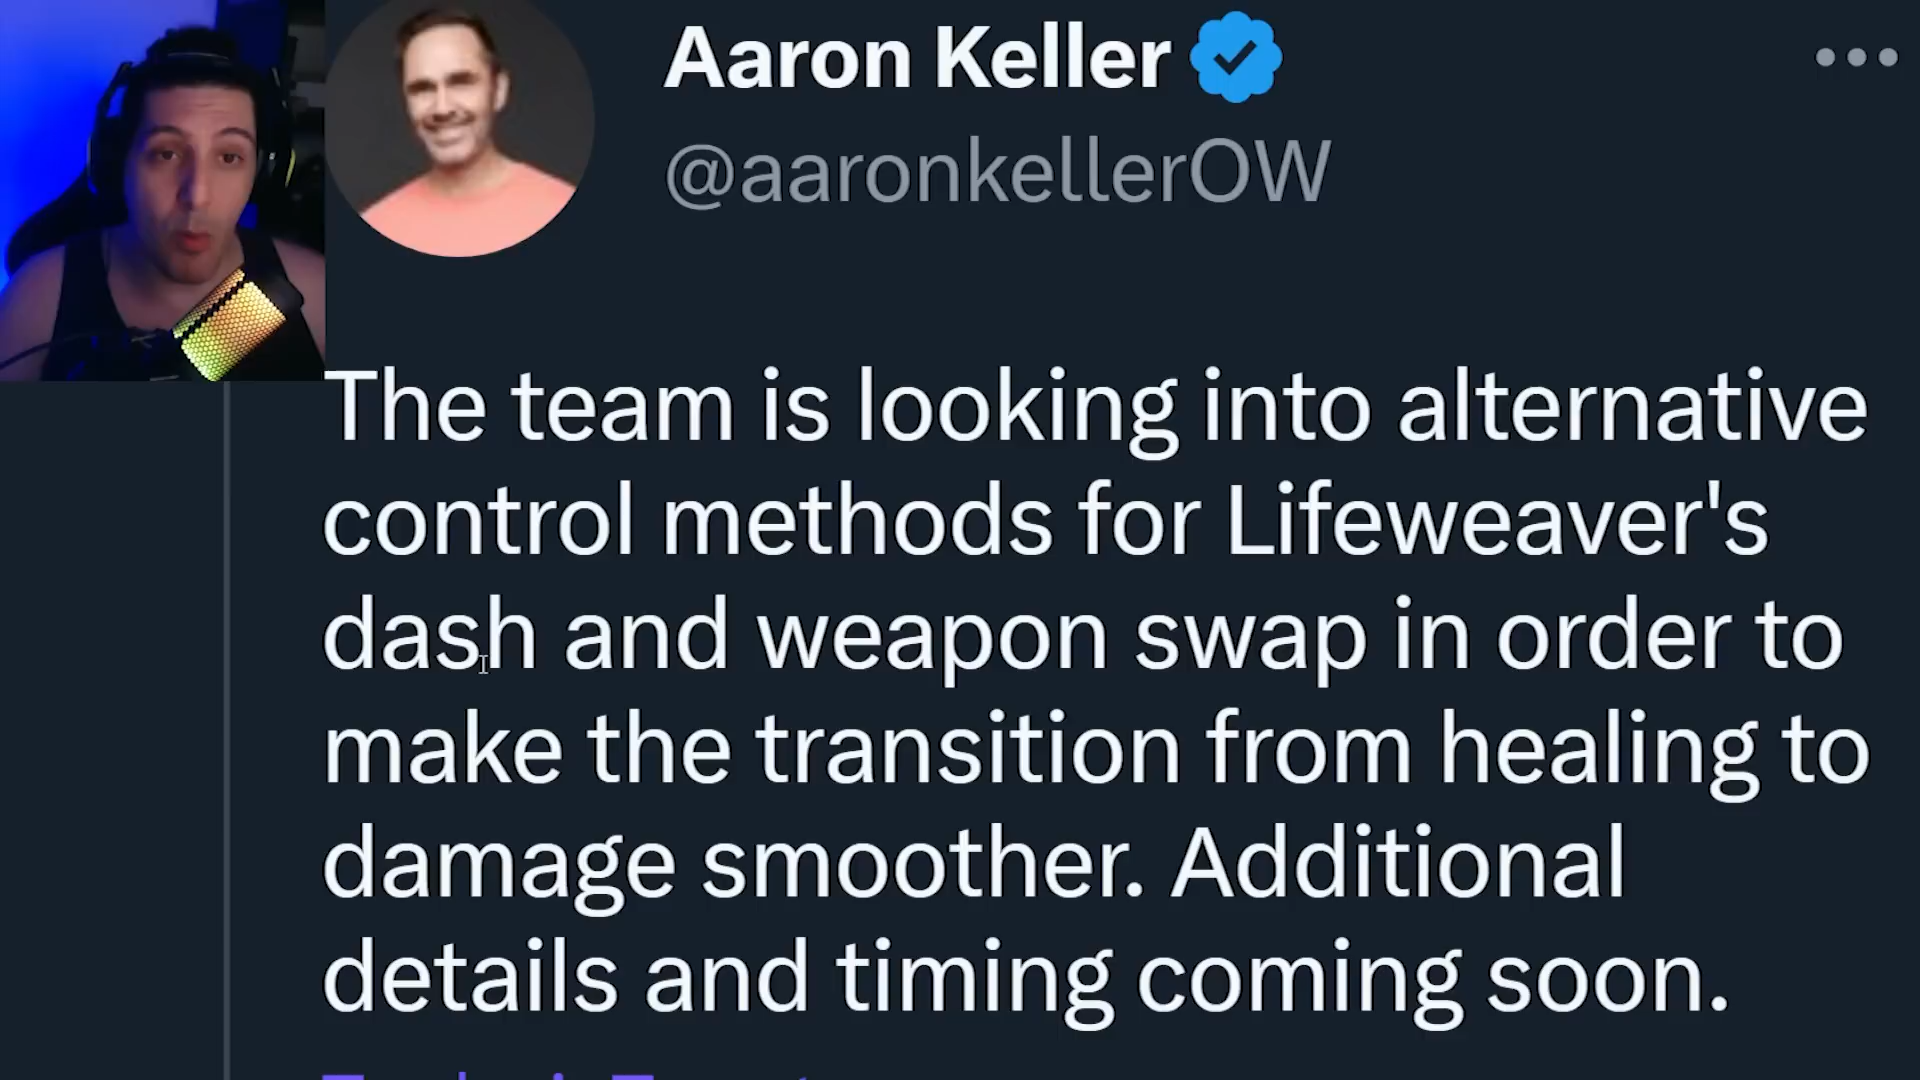 Aaron Keller
@aaronkellerOW
The team is looking into alternative
control methods for Lifeweaver's
dash and weapon swap in order to
make the transition from healing to
damage smoother. Additional
details and timing coming soon.